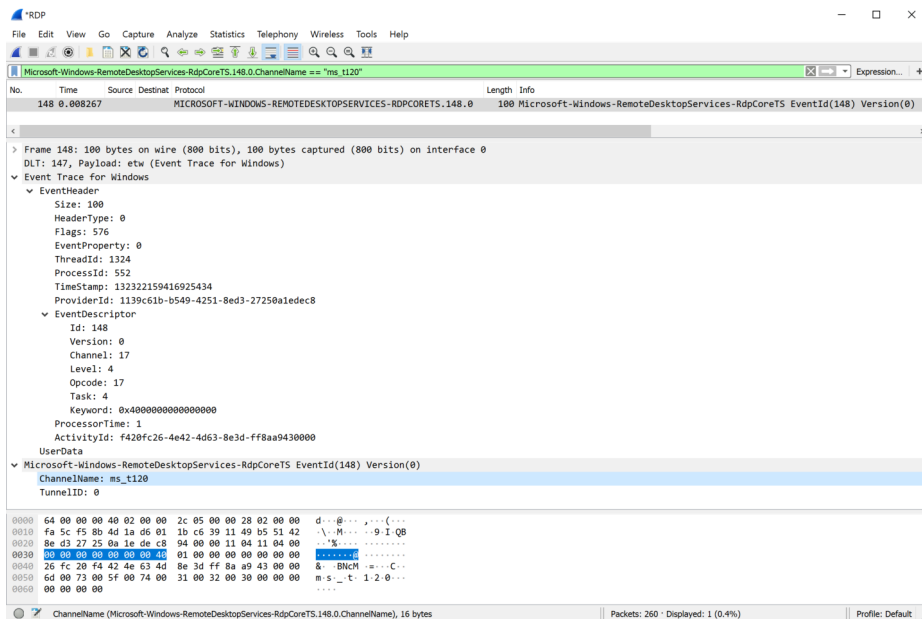 *RDP
File Edit View Go Capture Analyze Statistics Telephony Wireless Tools Help
Microsoft-Windows-RemoteDesktopServices-RdpCoreTS.148.0.ChannelName == "ms_t120" Expression... +
No. Time Source Destinat Protocol Length Info
148 0.008267 MICROSOFT-WINDOWS-REMOTEDESKTOPSERVICES-RDPCORETS.148.0 100 Microsoft-Windows-RemoteDesktopServices-RdpCoreTS EventId(148) Version(0)
Frame 148: 100 bytes on wire (800 bits), 100 bytes captured (800 bits) on interface 0
DLT: 147, Payload: etw (Event Trace for Windows)
Event Trace for Windows
EventHeader
Size: 100
HeaderType: 0
Flags: 576
EventProperty: 0
ThreadId: 1324
ProcessId: 552
TimeStamp: 132322159416925434
ProviderId: 1139c61b-b549-4251-8ed3-27250a1edec8
EventDescriptor
Id: 148
Version: 0
Channel: 17
Level: 4
Opcode: 17
Task: 4
Keyword: 0x4000000000000000
ProcessorTime: 1
ActivityId: f420fc26-4e42-4d63-8e3d-ff8aa9430000
UserData
Microsoft-Windows-RemoteDesktopServices-RdpCoreTS EventId(148) Version(0)
ChannelName: ms_t120
TunnelID: 0
0000 64 00 00 00 40 02 00 00 2c 05 00 00 28 02 00 00 d···@··· ,···(···
0010 fa 5c f5 8b 4d 1a d6 01 1b c6 39 11 49 b5 51 42 ·\··M··· ··9·I·QB
0020 8e d3 27 25 0a 1e de c8 94 00 00 11 04 11 04 00 ··'%···· ········
0030 00 00 00 00 00 00 00 40 01 00 00 00 00 00 00 00 ·······@ ········
0040 26 fc 20 f4 42 4e 63 4d 8e 3d ff 8a a9 43 00 00 &· ·BNcM ·=···C··
0050 6d 00 73 00 5f 00 74 00 31 00 32 00 30 00 00 00 m·s·_·t· 1·2·0···
0060 00 00 00 00 ····
ChannelName (Microsoft-Windows-RemoteDesktopServices-RdpCoreTS.148.0.ChannelName), 16 bytes Packets: 260 · Displayed: 1 (0.4%) Profile: Default